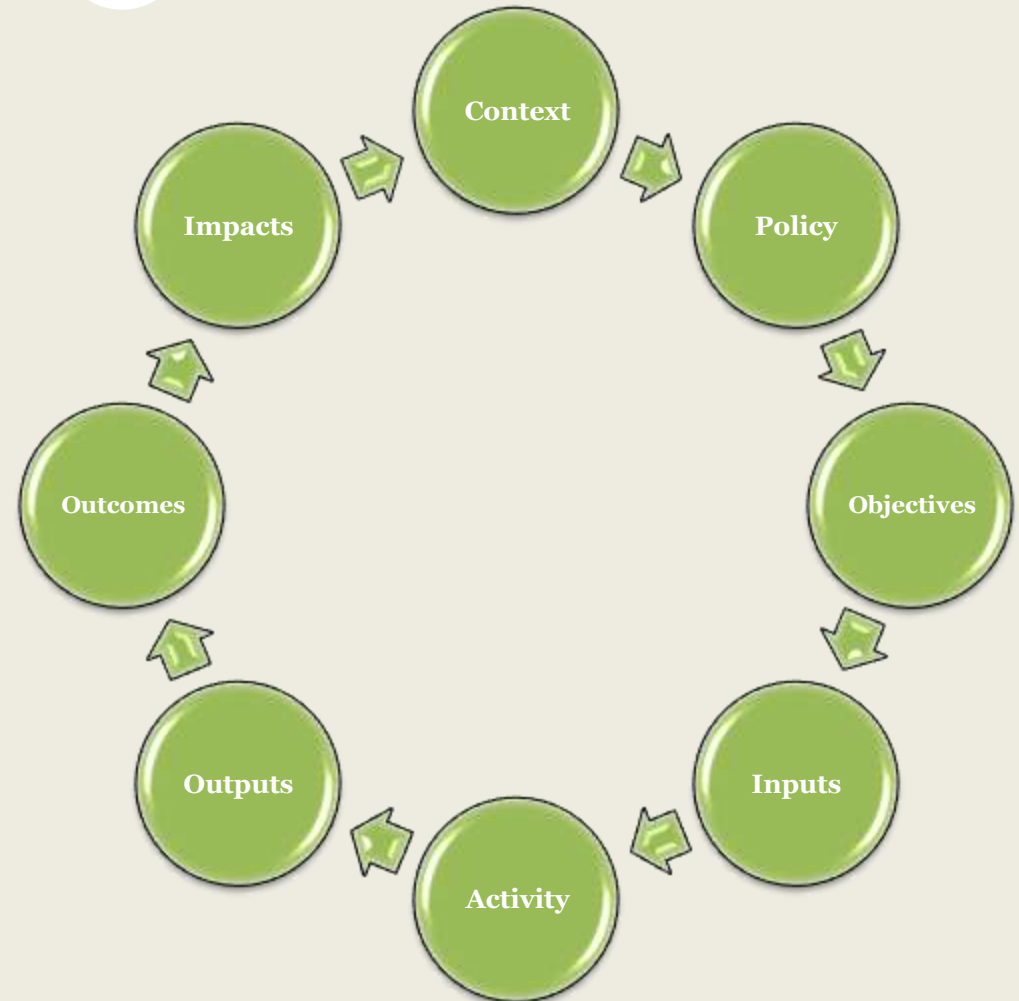 Context
Policy
Objectives
Inputs
Activity
Outputs
Outcomes
Impacts